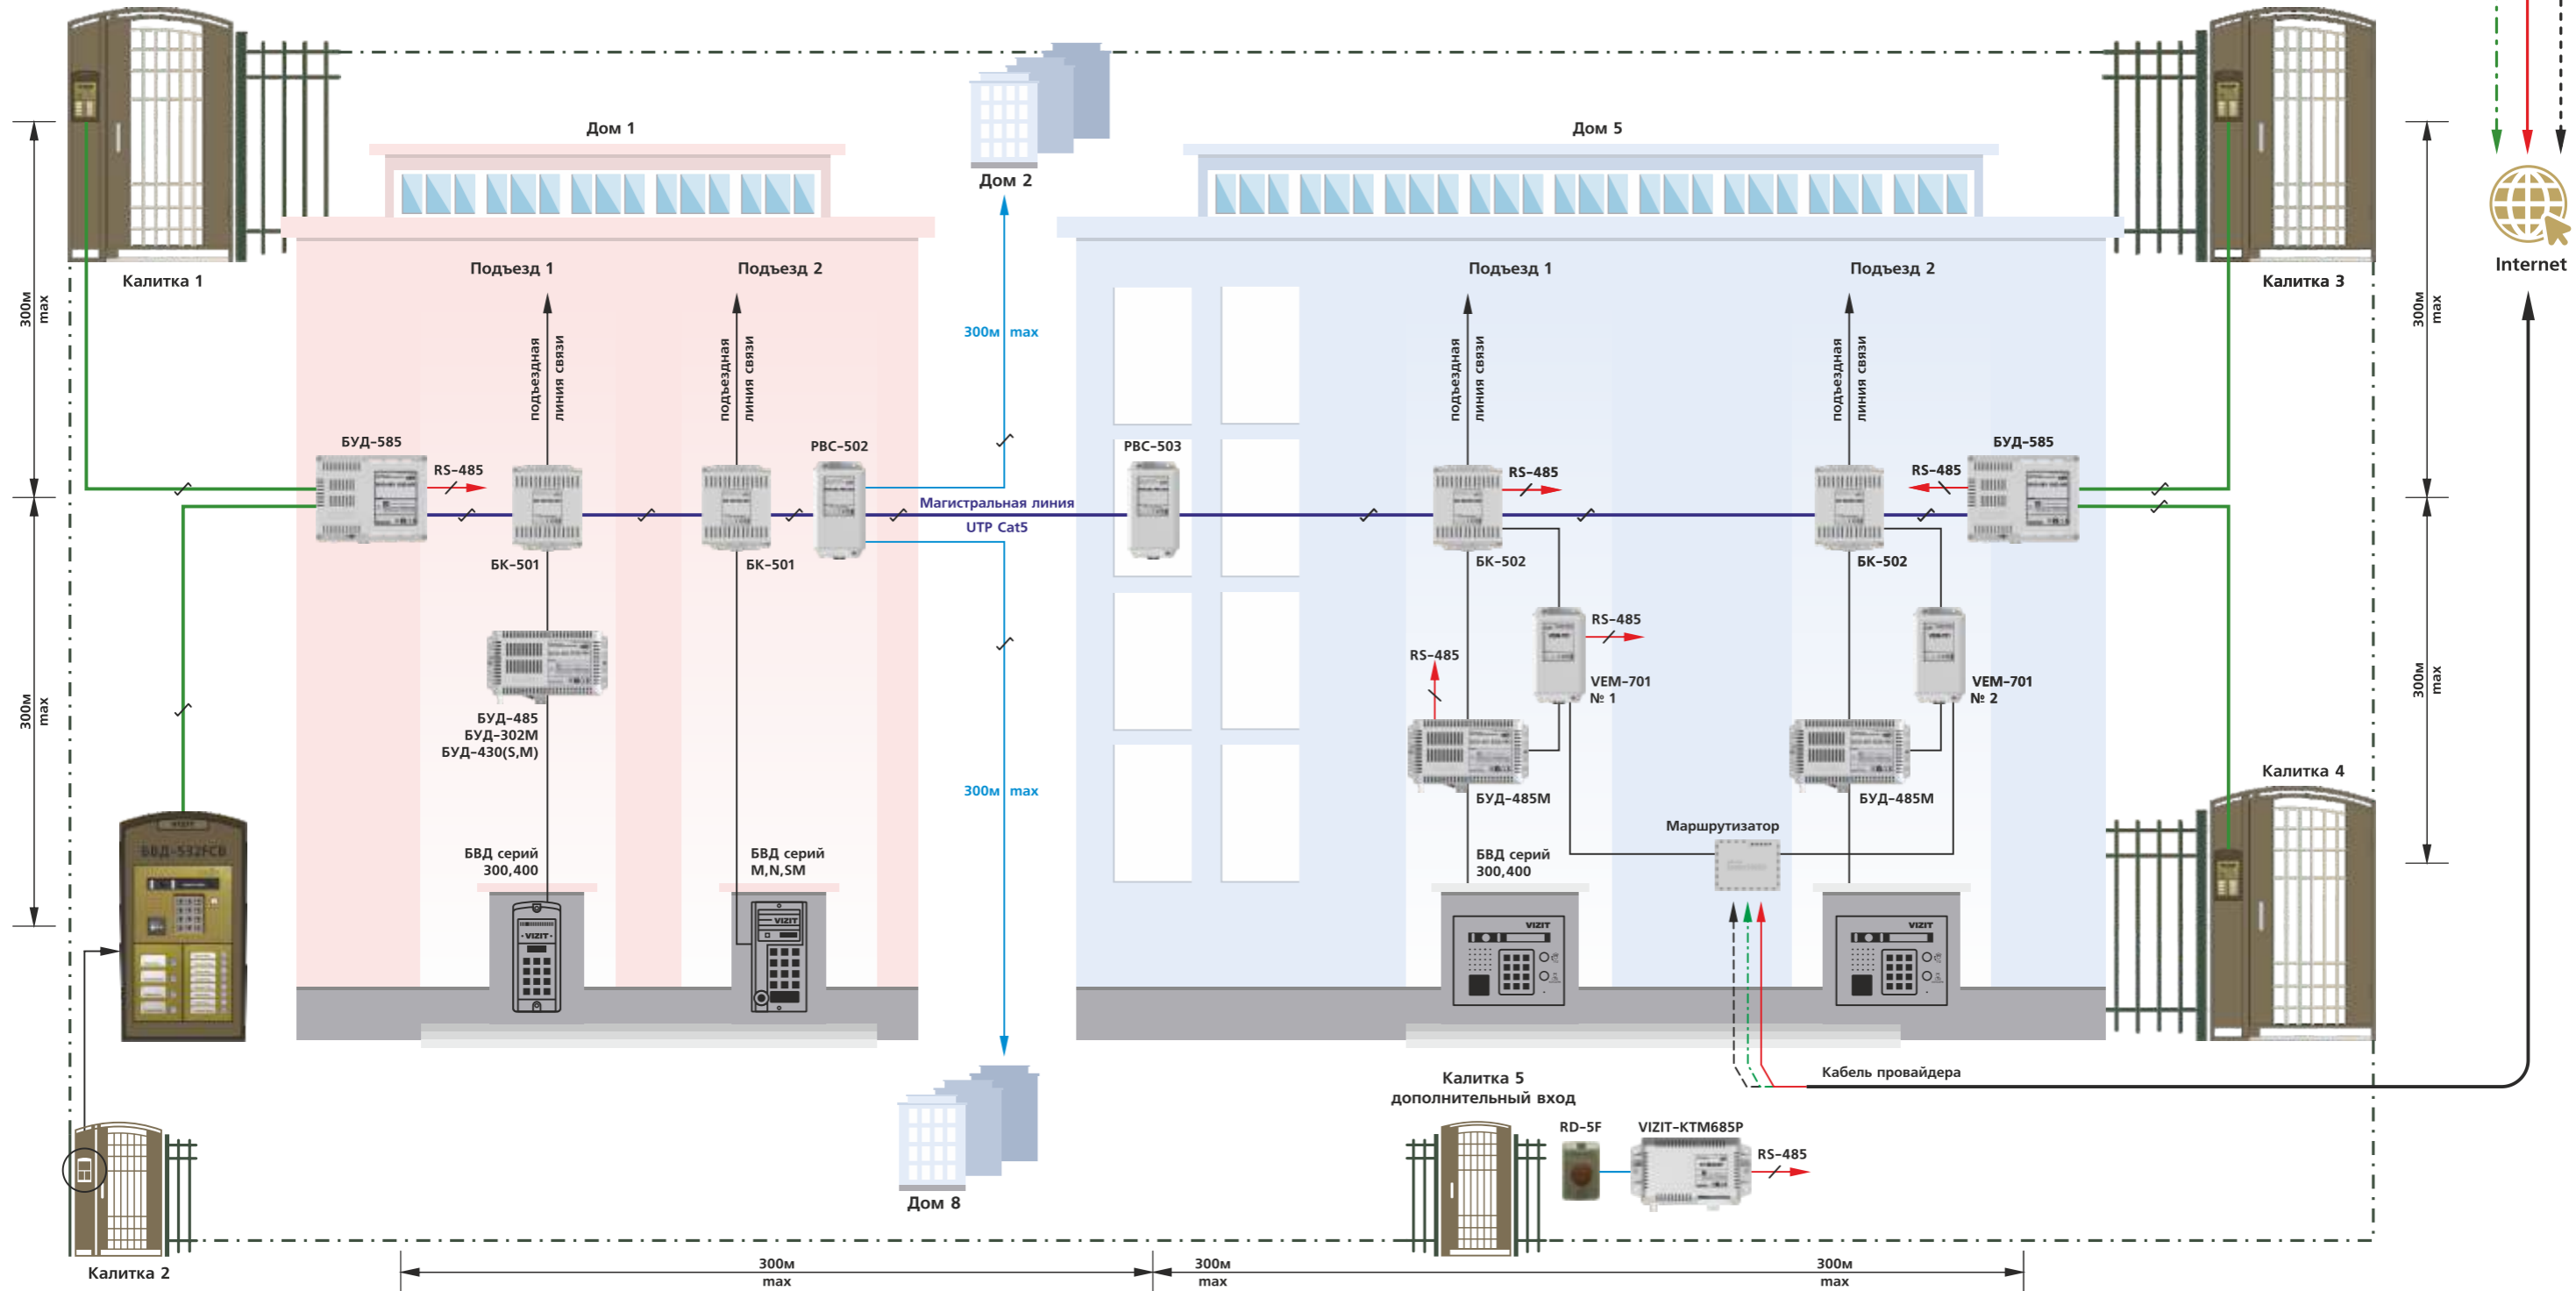 Дом 1
Дом 2
Дом 5
Калитка 1
Калитка 3
Internet
Подъезд 1
Подъезд 2
Подъезд 1
Подъезд 2
300м
max
300м
max
300м max
подъездная
линия связи
подъездная
линия связи
подъездная
линия связи
подъездная
линия связи
БУД-585
RS-485
РВС-502
РВС-503
RS-485
RS-485
БУД-585
Магистральная линия
UTP Cat5
БК-501
БК-501
БК-502
БК-502
RS-485
RS-485
VEM-701
№ 1
VEM-701
№ 2
300м
max
300м
max
БУД-485
БУД-302М
БУД-430(S,M)
300м max
БУД-485М
БУД-485М
Калитка 4
Маршрутизатор
БВД серий
300,400
БВД серий
M,N,SM
БВД серий
300,400
VIZIT
БВД-532FCB
·VIZIT·
VIZIT
VIZIT
VIZIT
Кабель провайдера
Калитка 5
дополнительный вход
RD-5F
VIZIT-КТМ685Р
RS-485
Дом 8
Калитка 2
300м
max
300м
max
300м
max